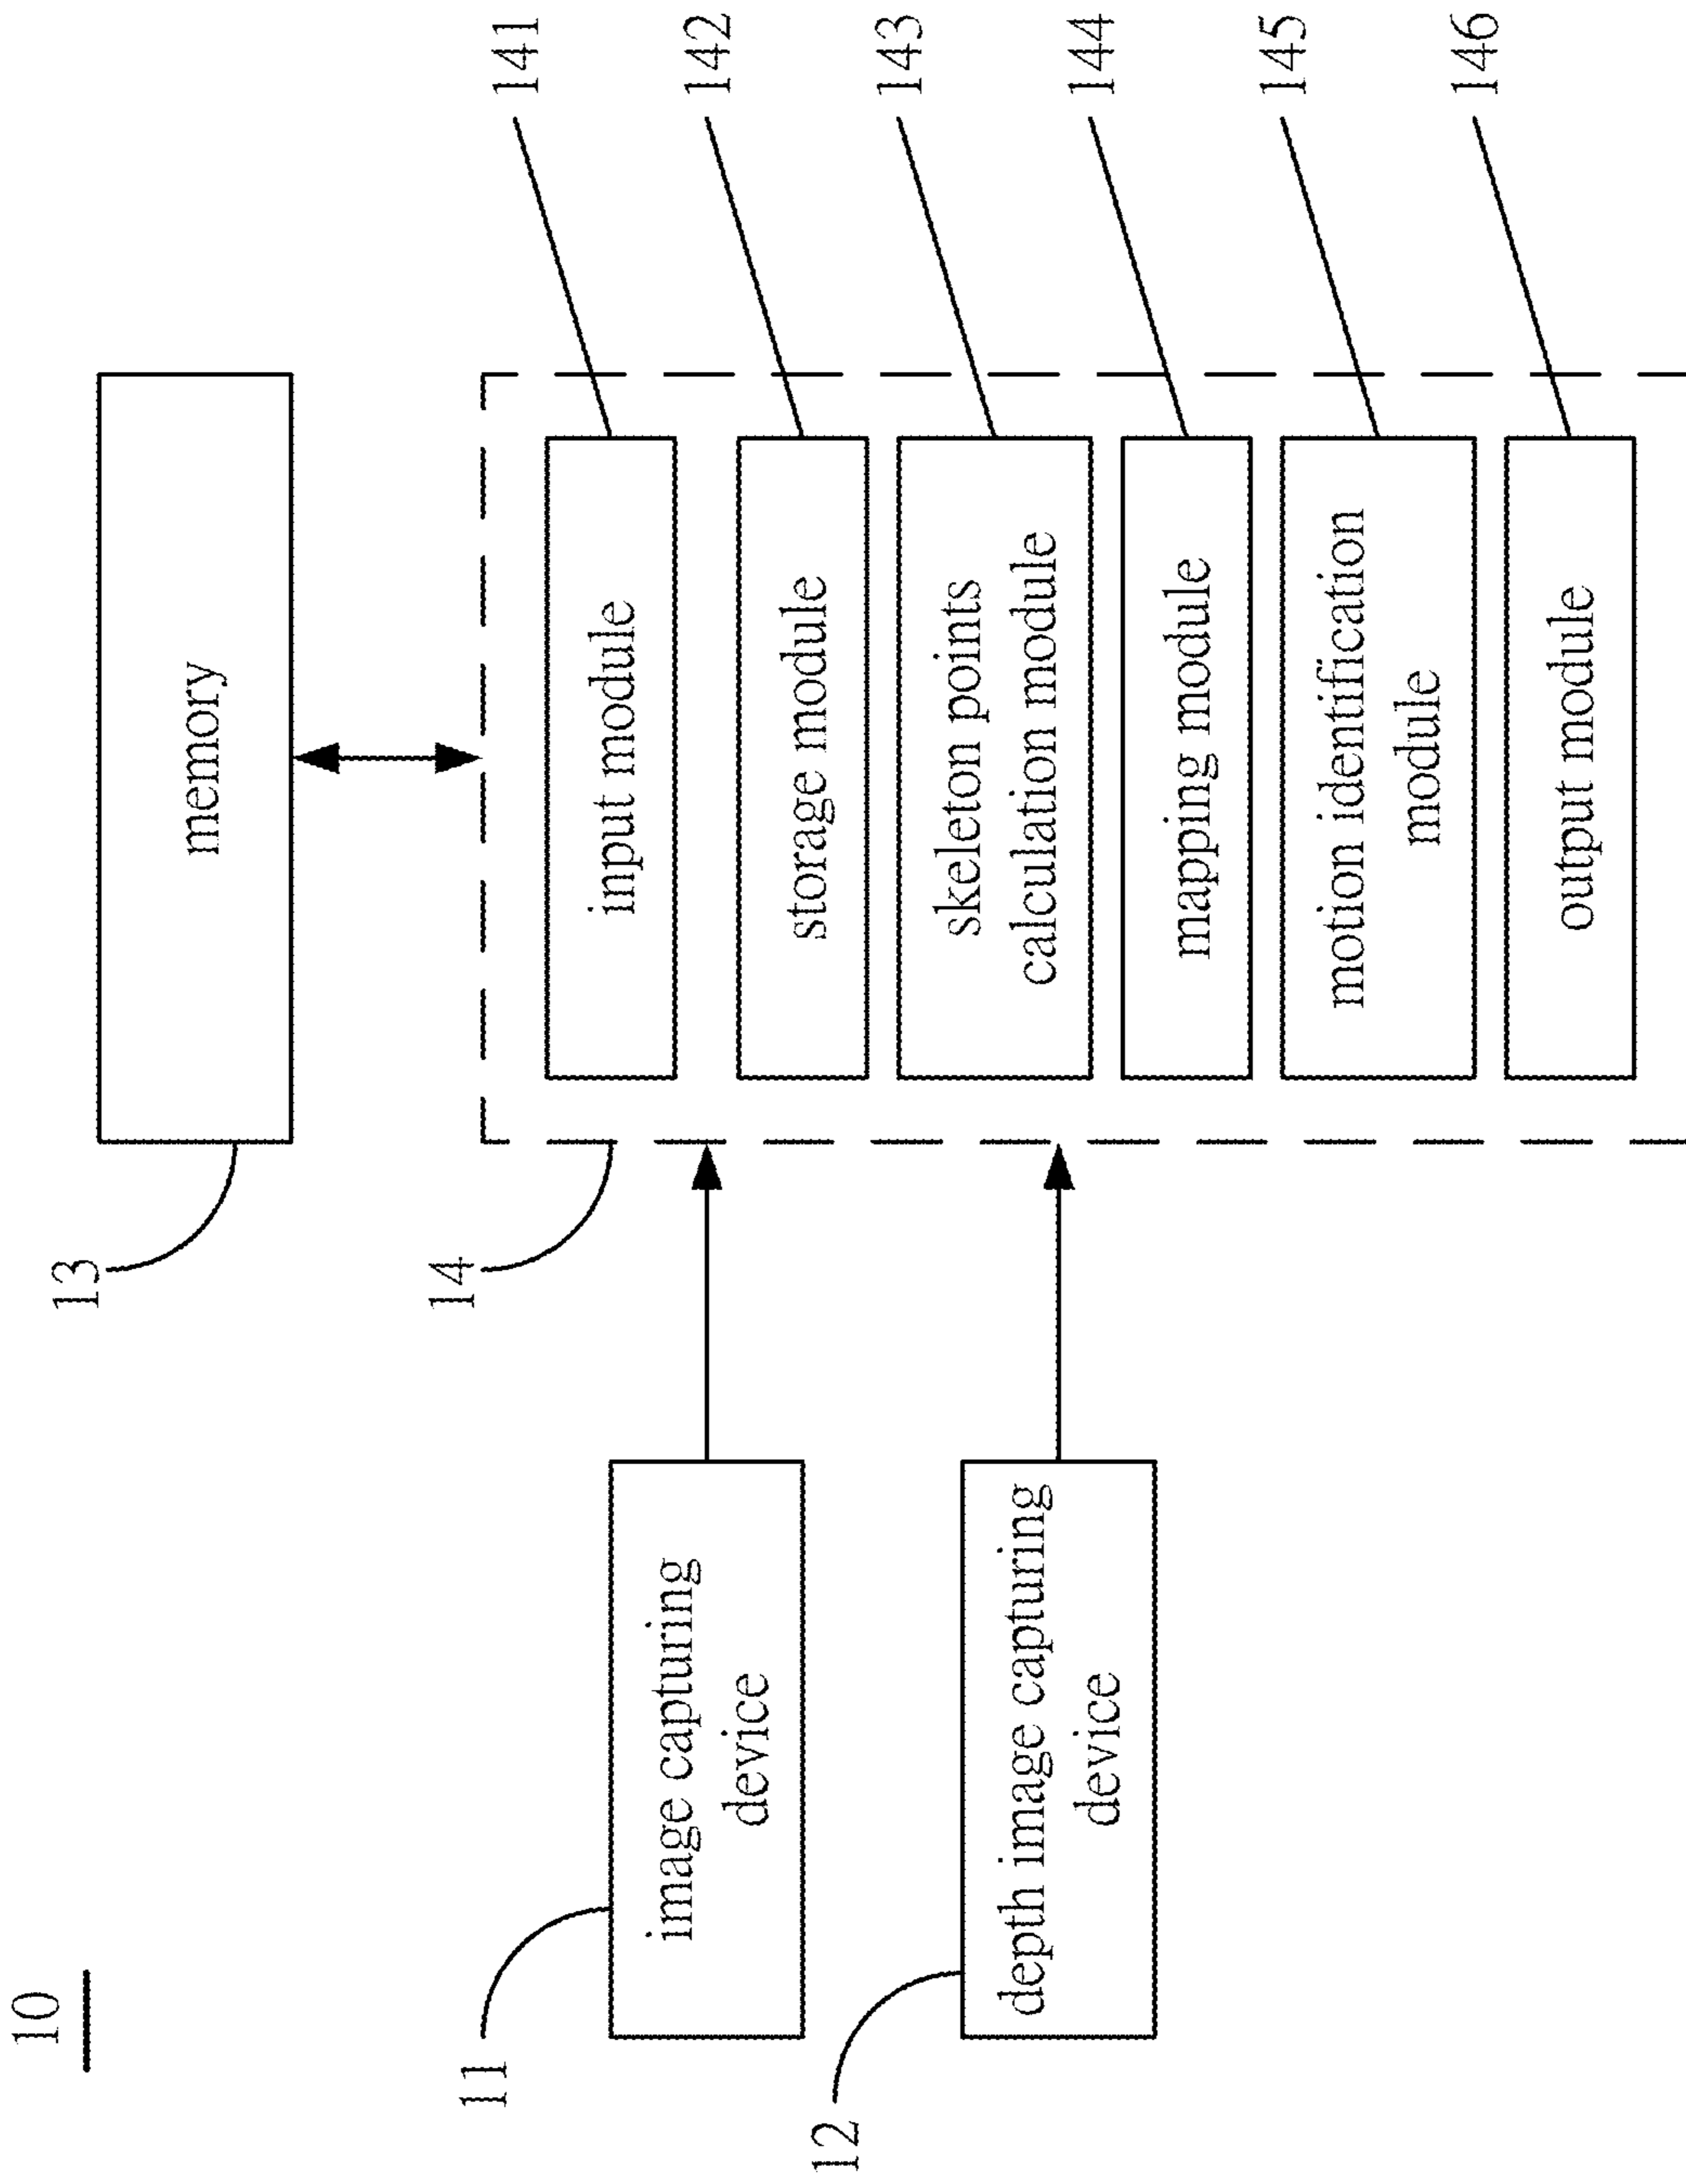 10
13
memory
14
input module
141
storage module
142
skeleton points
calculation module
143
mapping module
144
motion identification
module
145
output module
146
11
image capturing
device
12
depth image capturing
device